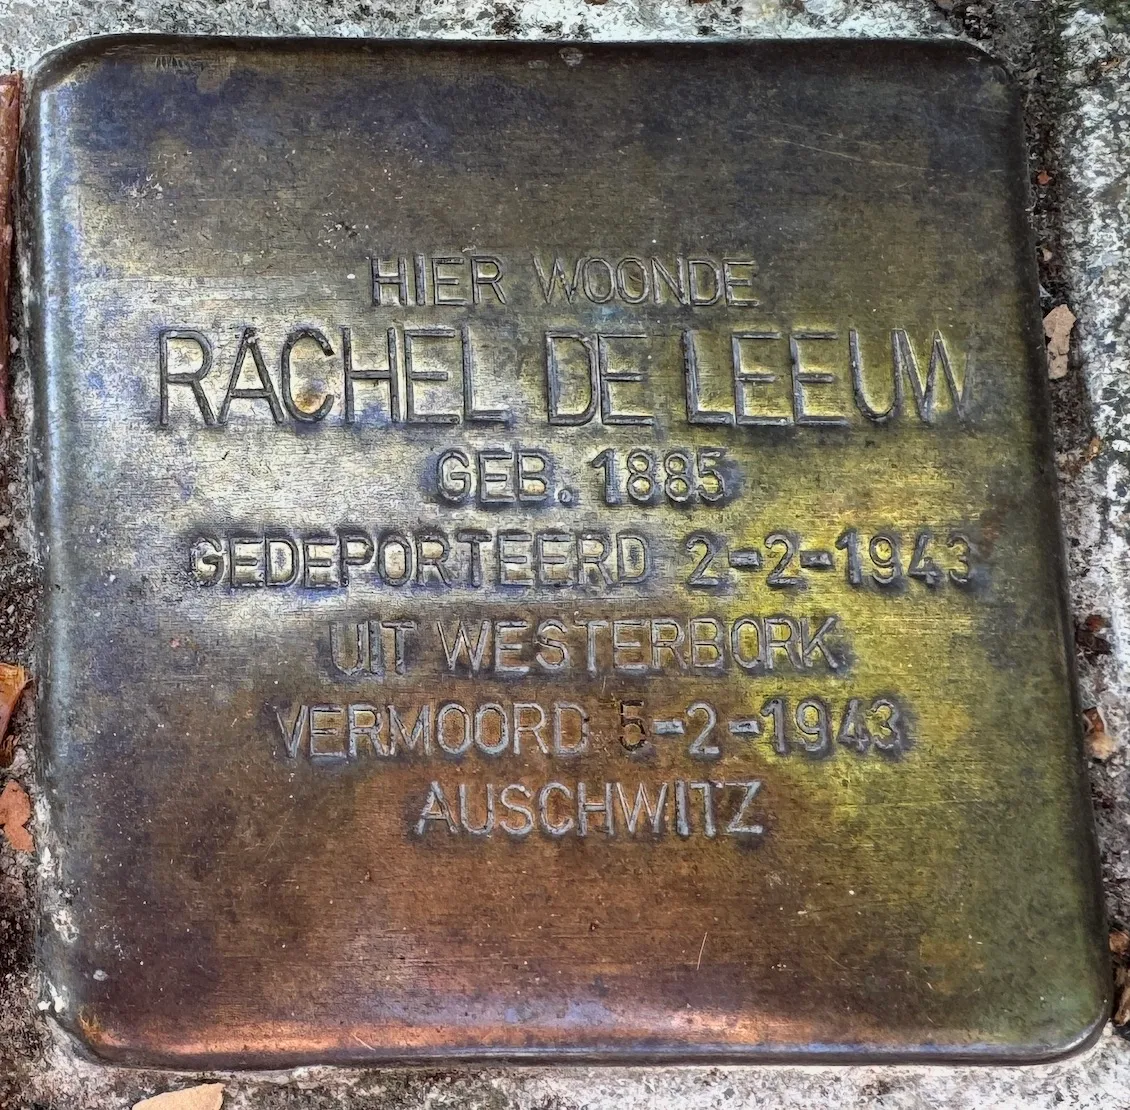 HIER WOONDE
RACHEL DE LEEUW
GEB. 1885
GEDEPORTEERD 2-2-1943
UIT WESTERBORK
VERMOORD 5-2-1943
AUSCHWITZ